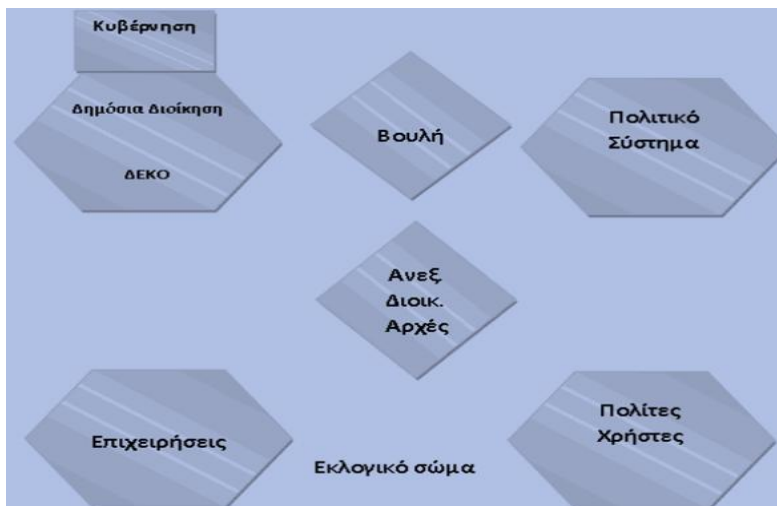 Κυβέρνηση
Δημόσια Διοίκηση
ΔΕΚΟ
Βουλή
Πολιτικό
Σύστημα
Ανεξ.
Διοικ.
Αρχές
Επιχειρήσεις
Εκλογικό σώμα
Πολίτες
Χρήστες